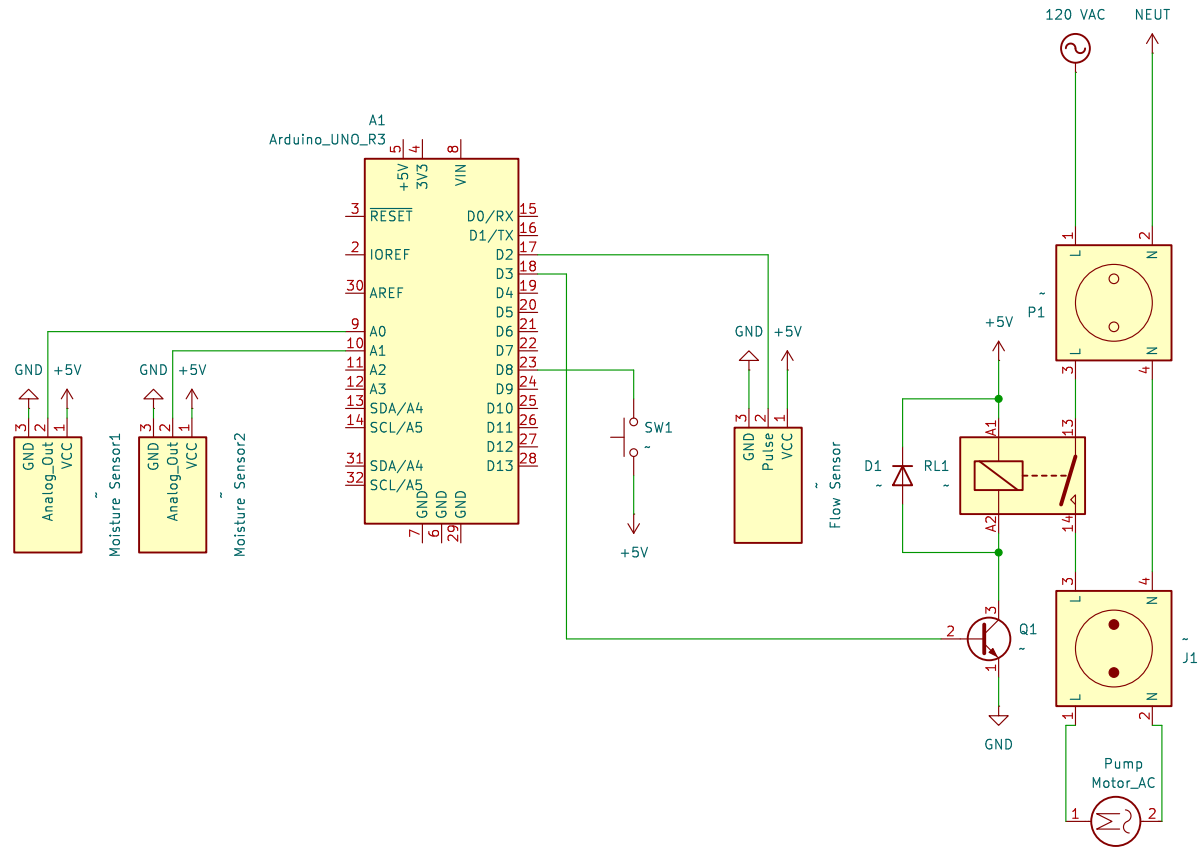 120 VAC NEUT
A1
Arduino_UNO_R3
5 4 8
+5V 3V3 VIN
3 RESET D0/RX 15
D1/TX 16
2 IOREF D2 17
D3 18
30 AREF D4 19
D5 20
9 A0 D6 21
10 A1 D7 22
11 A2 D8 23
12 A3 D9 24
13 SDA/A4 D10 25
14 SCL/A5 D11 26
D12 27
31 SDA/A4 D13 28
32 SCL/A5
GND GND GND
7 6 29
GND +5V
3 2 1
GND Analog_Out VCC
~
Moisture Sensor1
GND +5V
3 2 1
GND Analog_Out VCC
~
Moisture Sensor2
SW1
~
+5V
GND +5V
3 2 1
GND Pulse VCC
~
Flow Sensor
1 2
L N
~
P1
L N
3 4
+5V
A1 13
D1
~
RL1
~
A2 14
3
2 Q1
~
1
GND
3 4
L N
~
J1
L N
1 2
Pump
Motor_AC
1 M 2